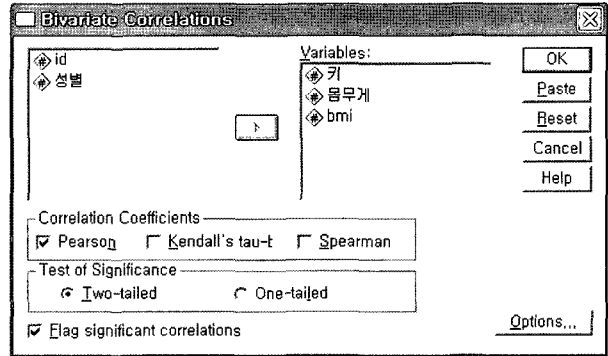 Bivariate Correlations
id
성별
Variables:
키
몸무게
bmi
OK
Paste
Reset
Cancel
Help
Correlation Coefficients
Pearson Kendall's tau-t Spearman
Test of Significance
Two-tailed One-tailed
Flag significant correlations
Options...